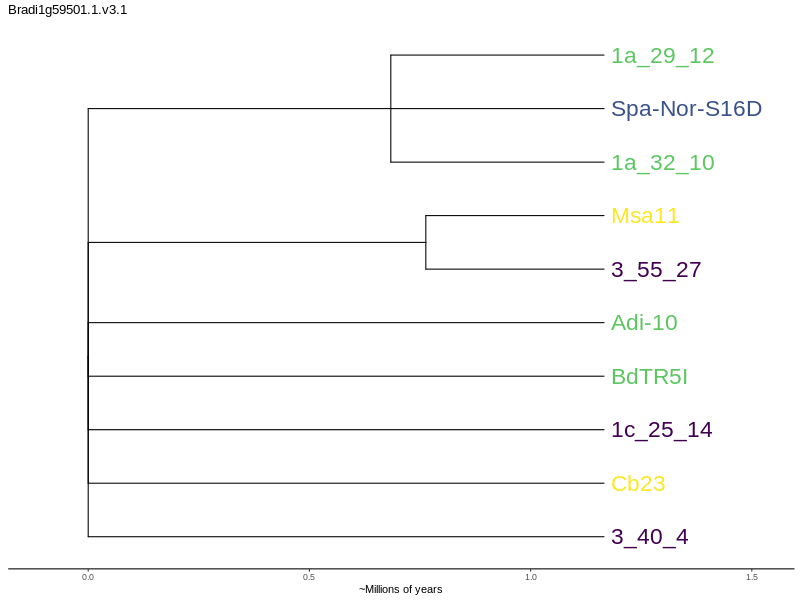 Bradi1g59501.1.v3.1
1a_29_12
Spa-Nor-S16D
1a_32_10
Msa11
3_55_27
Adi-10
BdTR5I
1c_25_14
Cb23
3_40_4
0.0 0.5 1.0 1.5
~Millions of years